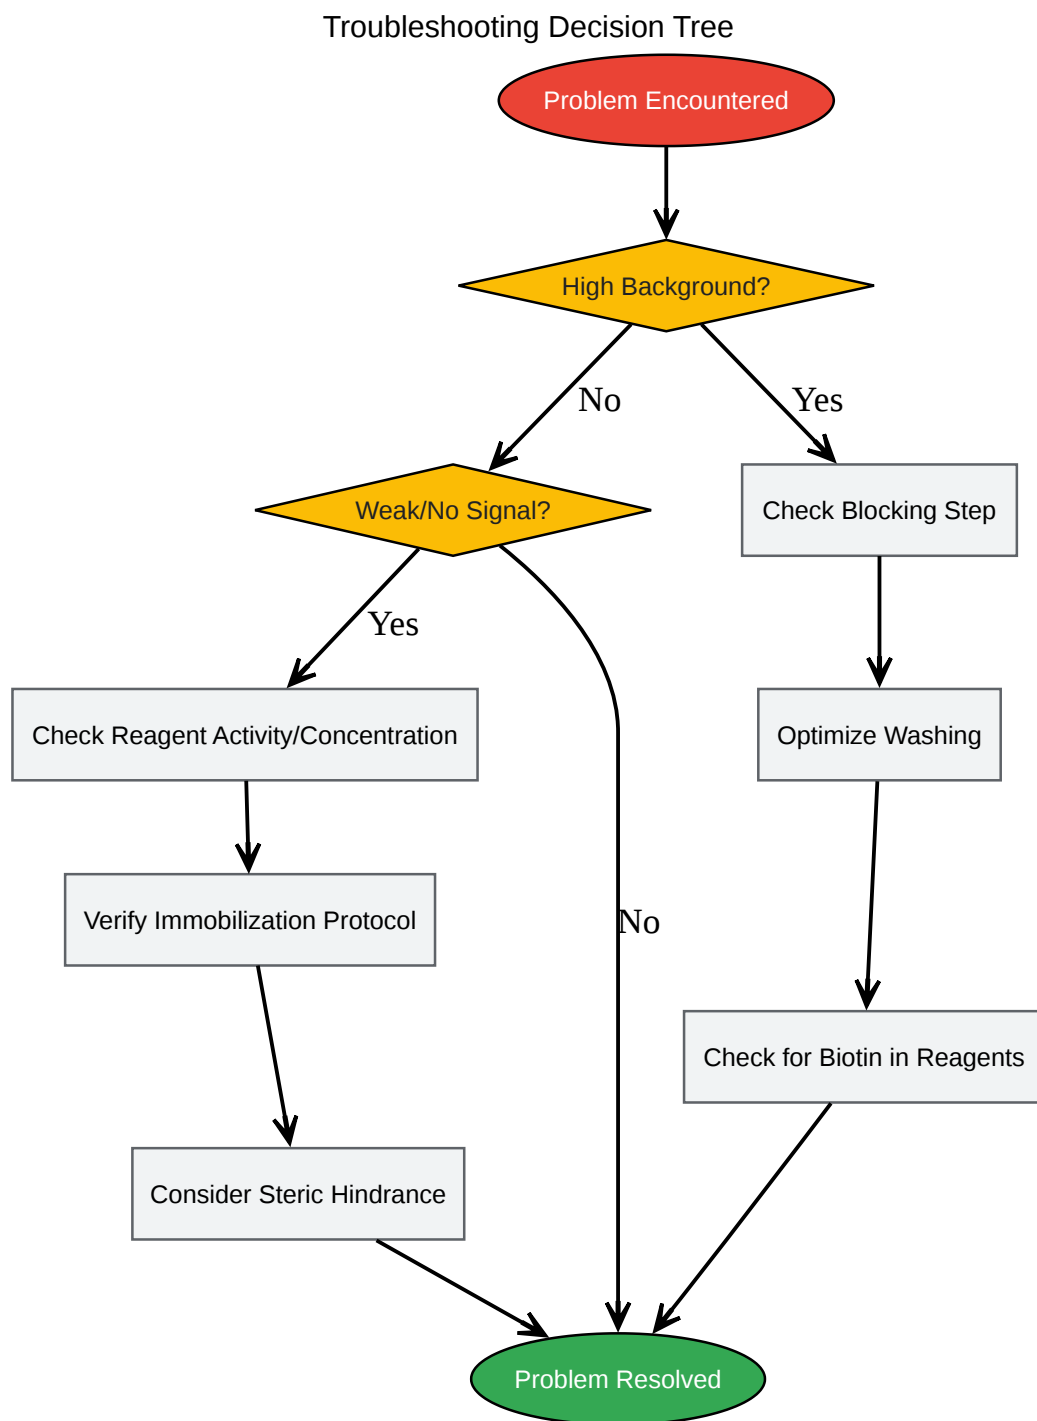 Troubleshooting Decision Tree
Problem Encountered
High Background?
No
Yes
Weak/No Signal?
Check Blocking Step
Yes
Check Reagent Activity/Concentration
Optimize Washing
Verify Immobilization Protocol
No
Check for Biotin in Reagents
Consider Steric Hindrance
Problem Resolved